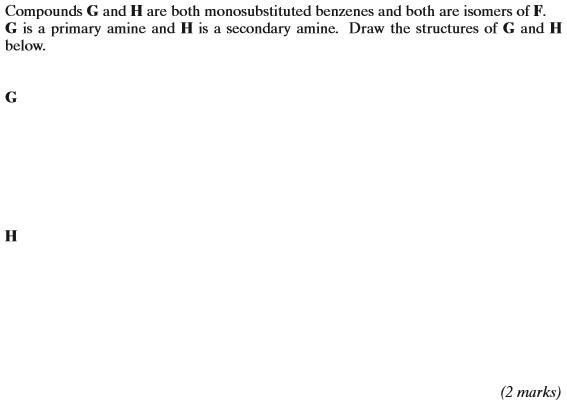 Compounds G and H are both monosubstituted benzenes and both are isomers of F.
G is a primary amine and H is a secondary amine. Draw the structures of G and H
below.
G
H
(2 marks)